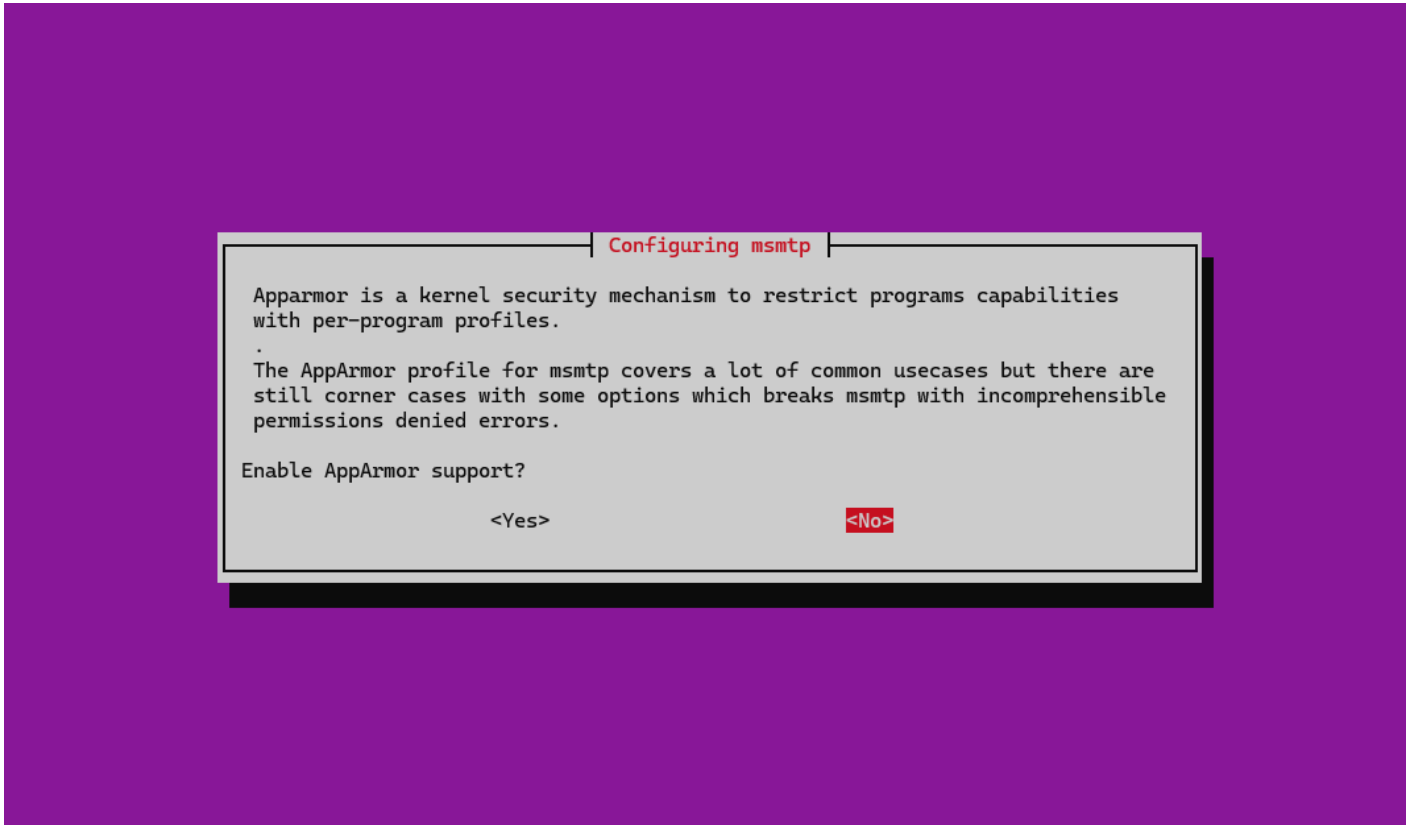 Configuring msmtp
Apparmor is a kernel security mechanism to restrict programs capabilities
with per-program profiles.
.
The AppArmor profile for msmtp covers a lot of common usecases but there are
still corner cases with some options which breaks msmtp with incomprehensible
permissions denied errors.
Enable AppArmor support?
<Yes> <No>